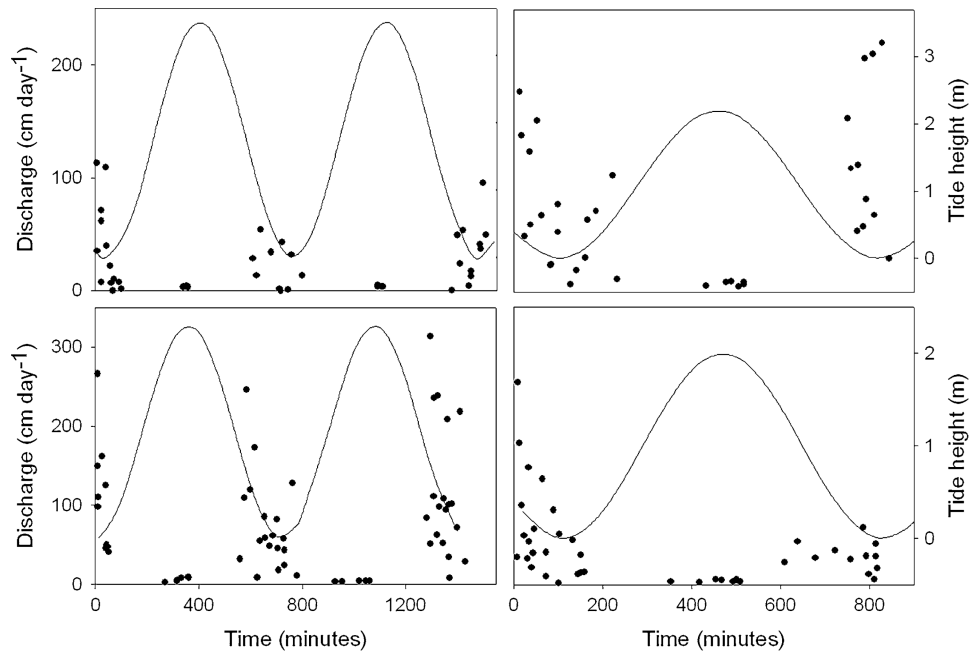 Discharge (cm day-1)
200
100
0
Tide height (m)
3
2
1
0
Discharge (cm day-1)
300
200
100
0
Tide height (m)
2
1
0
0 400 800 1200
0 200 400 600 800
Time (minutes)
Time (minutes)